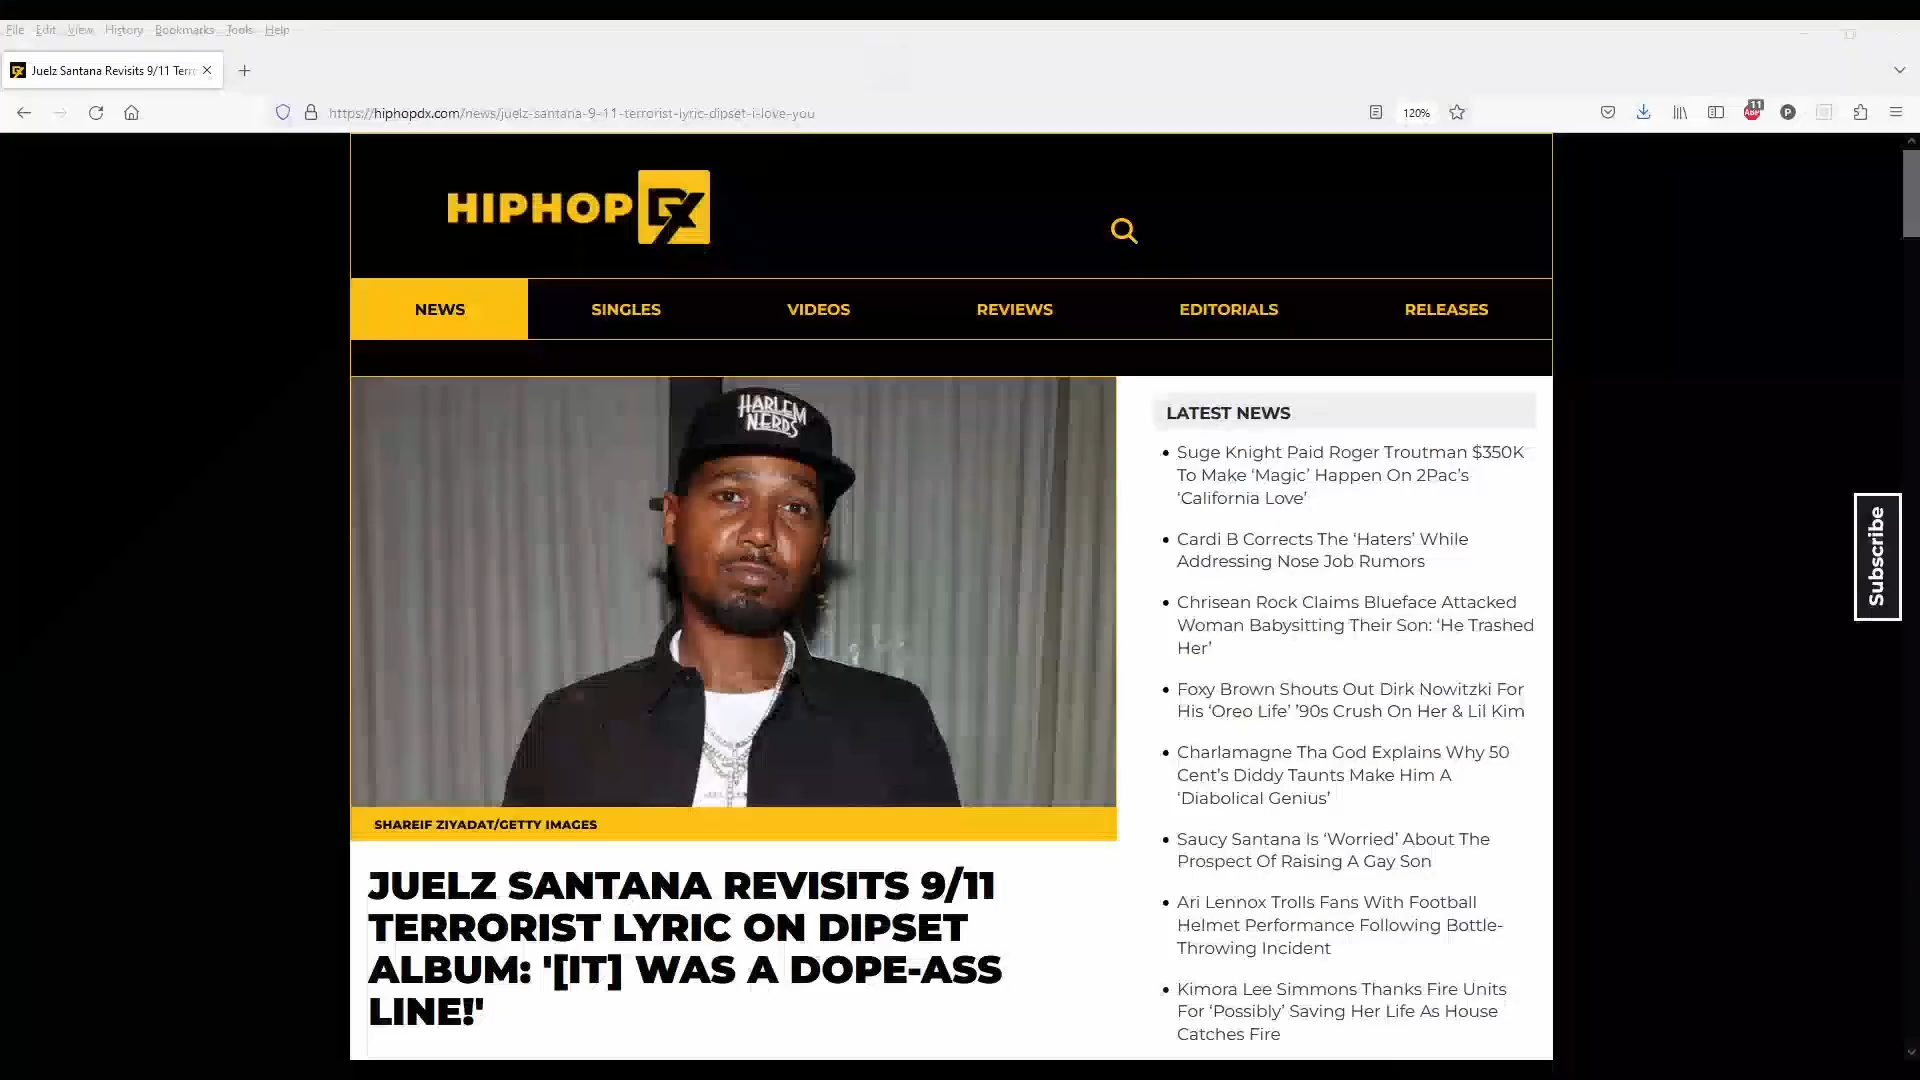 File Edit View History Bookmarks Tools Help
Juelz Santana Revisits 9/11 Terr
https://hiphopdx.com/news/juelz-santana-9-11-terrorist-lyric-dipset-i-love-you
120%
11
ABP
P
HIPHOP DX
NEWS SINGLES VIDEOS REVIEWS EDITORIALS RELEASES
HARLEM
NERDS
SHAREIF ZIYADAT/GETTY IMAGES
JUELZ SANTANA REVISITS 9/11
TERRORIST LYRIC ON DIPSET
ALBUM: '[IT] WAS A DOPE-ASS
LINE!'
LATEST NEWS
Suge Knight Paid Roger Troutman $350K
To Make ‘Magic’ Happen On 2Pac’s
‘California Love’
Cardi B Corrects The ‘Haters’ While
Addressing Nose Job Rumors
Chrisean Rock Claims Blueface Attacked
Woman Babysitting Their Son: ‘He Trashed
Her’
Foxy Brown Shouts Out Dirk Nowitzki For
His ‘Oreo Life’ ’90s Crush On Her & Lil Kim
Charlamagne Tha God Explains Why 50
Cent’s Diddy Taunts Make Him A
‘Diabolical Genius’
Saucy Santana Is ‘Worried’ About The
Prospect Of Raising A Gay Son
Ari Lennox Trolls Fans With Football
Helmet Performance Following Bottle-
Throwing Incident
Kimora Lee Simmons Thanks Fire Units
For ‘Possibly’ Saving Her Life As House
Catches Fire
Subscribe